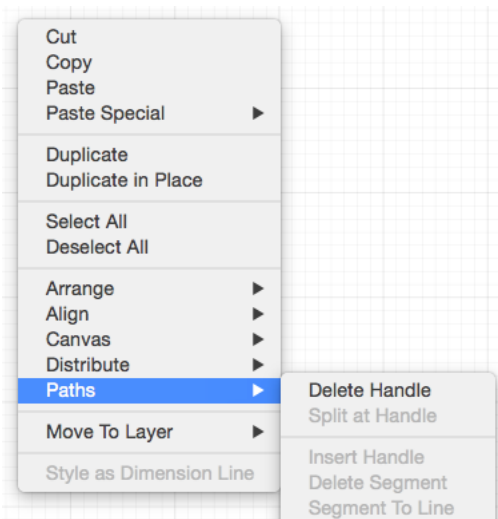 Cut
Copy
Paste
Paste Special
Duplicate
Duplicate in Place
Select All
Deselect All
Arrange
Align
Canvas
Distribute
Paths
Delete Handle
Split at Handle
Move To Layer
Insert Handle
Style as Dimension Line
Delete Segment
Segment To Line